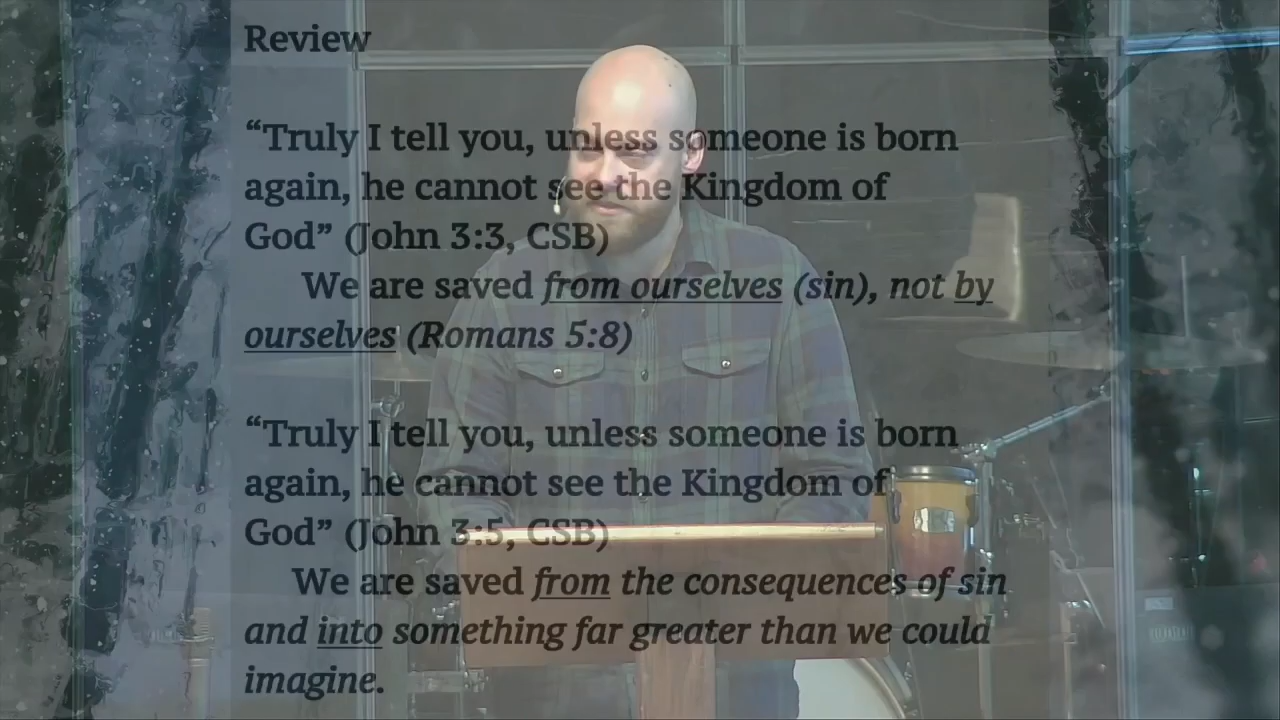 Review
“Truly I tell you, unless someone is born
again, he cannot see the Kingdom of
God” (John 3:3, CSB)
We are saved from ourselves (sin), not by
ourselves (Romans 5:8)
“Truly I tell you, unless someone is born
again, he cannot see the Kingdom of
God” (John 3:5, CSB)
We are saved from the consequences of sin
and into something far greater than we could
imagine.